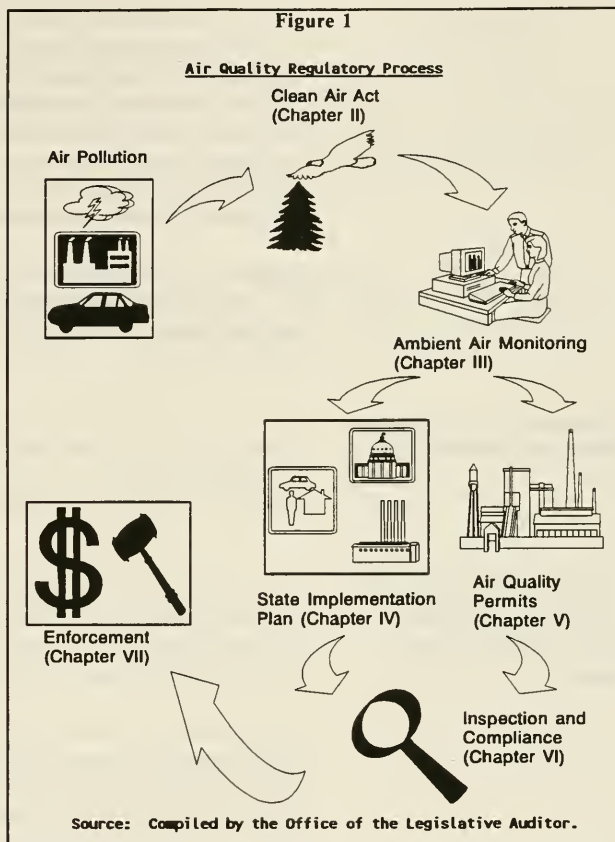 Figure 1
Air Quality Regulatory Process
Clean Air Act
(Chapter II)
Air Pollution
Ambient Air Monitoring
(Chapter III)
State Implementation
Plan (Chapter IV)
Air Quality
Permits
(Chapter V)
Enforcement
(Chapter VII)
Inspection and
Compliance
(Chapter VI)
Source: Compiled by the Office of the Legislative Auditor.